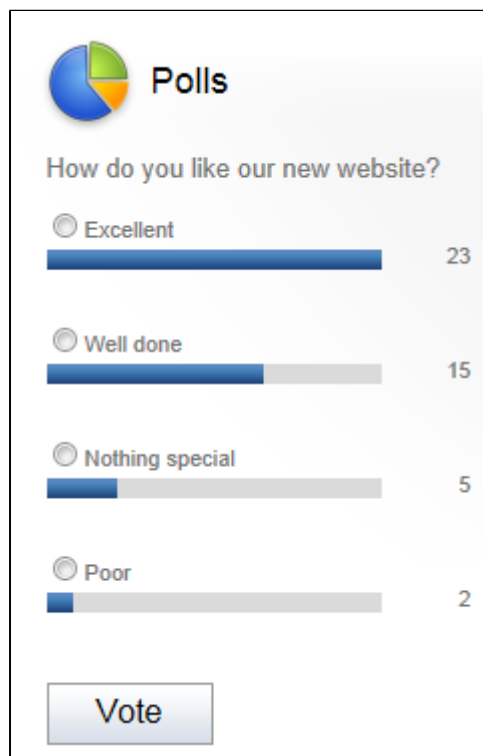 Polls
How do you like our new website?
Excellent
23
Well done
15
Nothing special
5
Poor
2
Vote